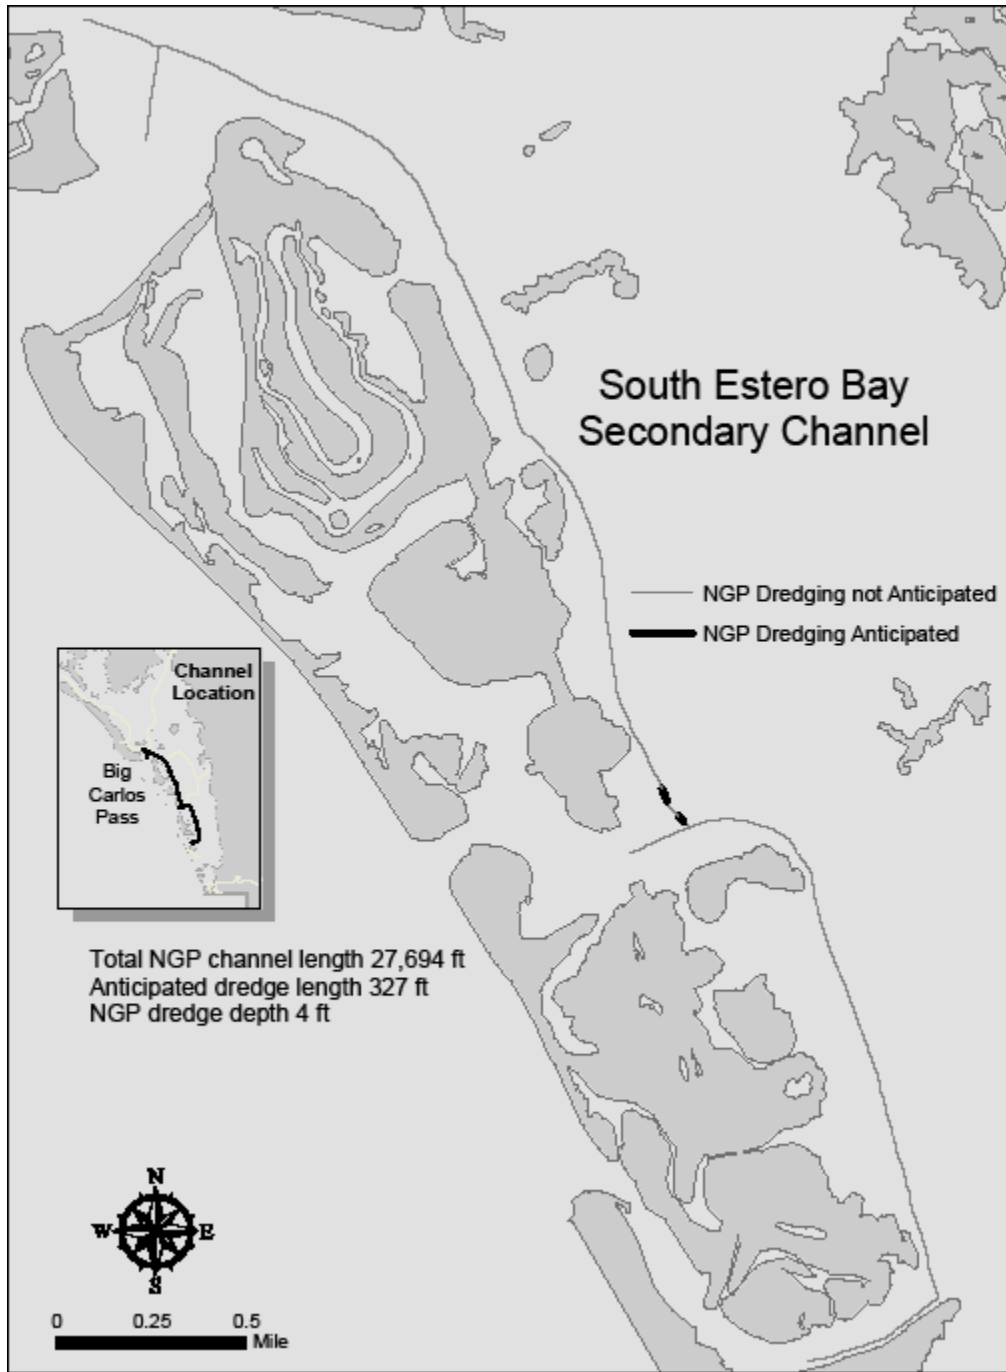 South Estero Bay
Secondary Channel
NGP Dredging not Anticipated
NGP Dredging Anticipated
Channel
Location
Big
Carlos
Pass
Total NGP channel length 27,694 ft
Anticipated dredge length 327 ft
NGP dredge depth 4 ft
N
W E
S
0 0.25 0.5
Mile